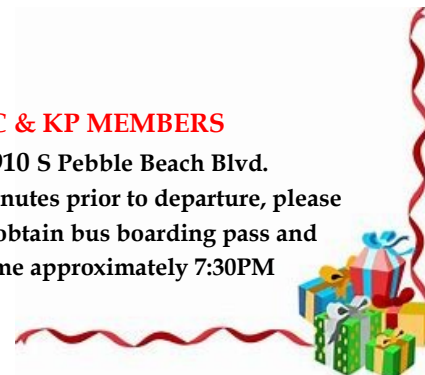 C & KP MEMBERS
910 S Pebble Beach Blvd.
nutes prior to departure, please
obtain bus boarding pass and
me approximately 7:30PM